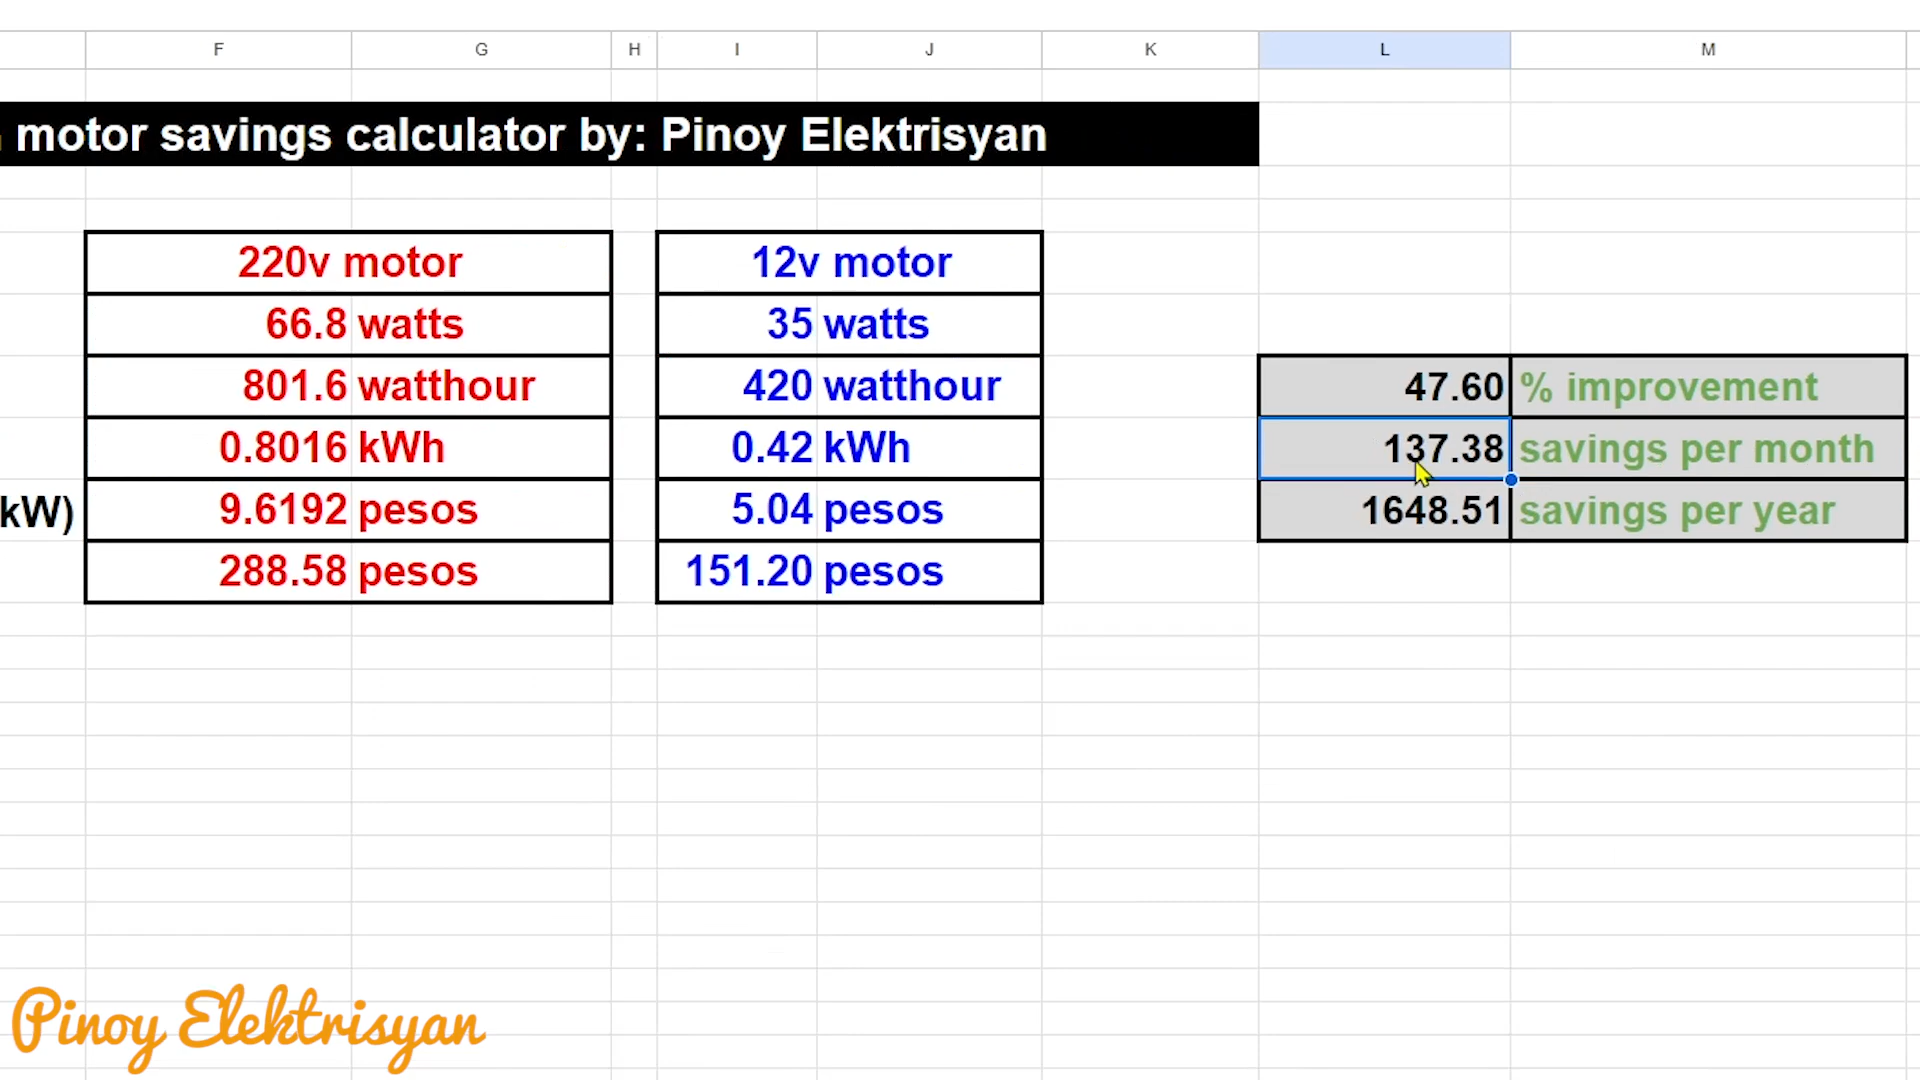 F G H I J K L M
motor savings calculator by: Pinoy Elektrisyan
220v motor 12v motor
66.8 watts 35 watts
801.6 watthour 420 watthour 47.60 % improvement
0.8016 kWh 0.42 kWh 137.38 savings per month
kW) 9.6192 pesos 5.04 pesos 1648.51 savings per year
288.58 pesos 151.20 pesos
Pinoy Elektrisyan